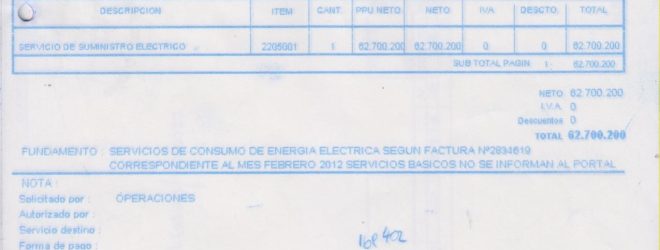 DESCRIPCION ITEM CANT PPU NETO NETO IVA DESCTO. TOTAL
SERVICIO DE SUMINISTRO ELECTRICO 2205001 1 62.700.200 62.700.200 0 0 62.700.200
SUB TOTAL PAGIN 1 62.700.200
NETO 62.700.200
I.V.A 0
Descuentos 0
TOTAL 62.700.200
FUNDAMENTO : SERVICIOS DE CONSUMO DE ENERGIA ELECTRICA SEGUN FACTURA Nº2834619
CORRESPONDIENTE AL MES FEBRERO 2012 SERVICIOS BASICOS NO SE INFORMAN AL PORTAL
NOTA :
Solicitado por : OPERACIONES
Autorizado por :
Servicio destino :
Forma de pago :
402